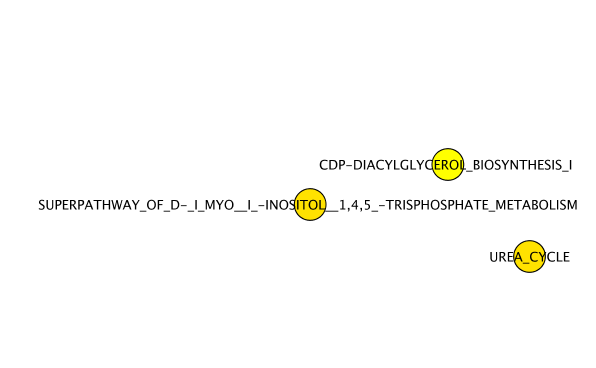 CDP-DIACYLGLYCEROL_BIOSYNTHESIS_I
SUPERPATHWAY_OF_D-_I_MYO__I_-INOSITOL__1,4,5_-TRISPHOSPHATE_METABOLISM
UREA_CYCLE